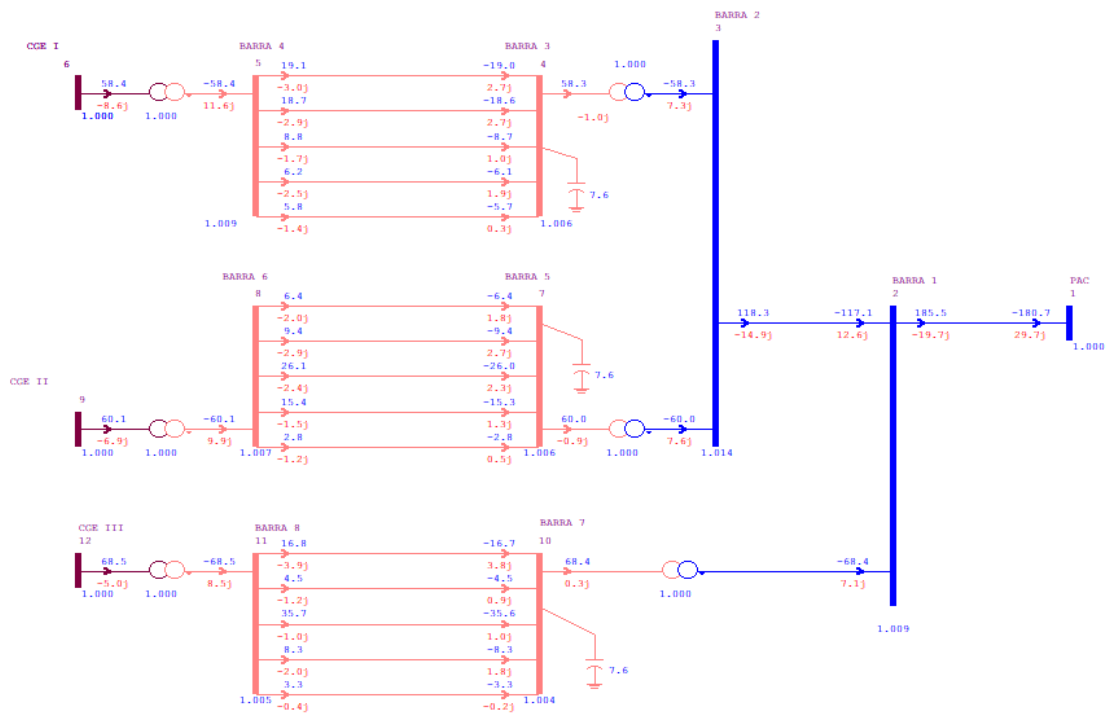 BARRA 2
3
CGE I
6
BARRA 4
5
BARRA 3
4
1.000
58.4
-8.6j
1.000
1.000
-58.4
11.6j
19.1
-3.0j
-19.0
2.7j
18.7
-2.9j
-18.6
2.7j
8.8
-1.7j
-8.7
1.0j
6.2
-2.5j
-6.1
1.9j
5.8
-1.4j
-5.7
0.3j
1.009
1.006
58.3
-1.0j
-58.3
7.3j
7.6
BARRA 6
8
BARRA 5
7
CGE II
9
60.1
-6.9j
1.000
1.000
-60.1
9.9j
1.007
6.4
-2.0j
-6.4
1.8j
9.4
-2.9j
-9.4
2.7j
26.1
-2.4j
-26.0
2.3j
15.4
-1.5j
-15.3
1.3j
2.8
-1.2j
-2.8
0.5j
7.6
60.0
-0.9j
1.006
1.000
-60.0
7.6j
1.014
118.3
-14.9j
-117.1
12.6j
BARRA 1
2
185.5
-19.7j
-180.7
29.7j
PAC
1
1.000
CGE III
12
BARRA 8
11
BARRA 7
10
68.5
-5.0j
1.000
1.000
-68.5
8.5j
16.8
-3.9j
-16.7
3.8j
4.5
-1.2j
-4.5
0.9j
35.7
-1.0j
-35.6
1.0j
8.3
-2.0j
-8.3
1.8j
3.3
-0.4j
-3.3
-0.2j
1.005
1.004
68.4
0.3j
1.000
-68.4
7.1j
7.6
1.009